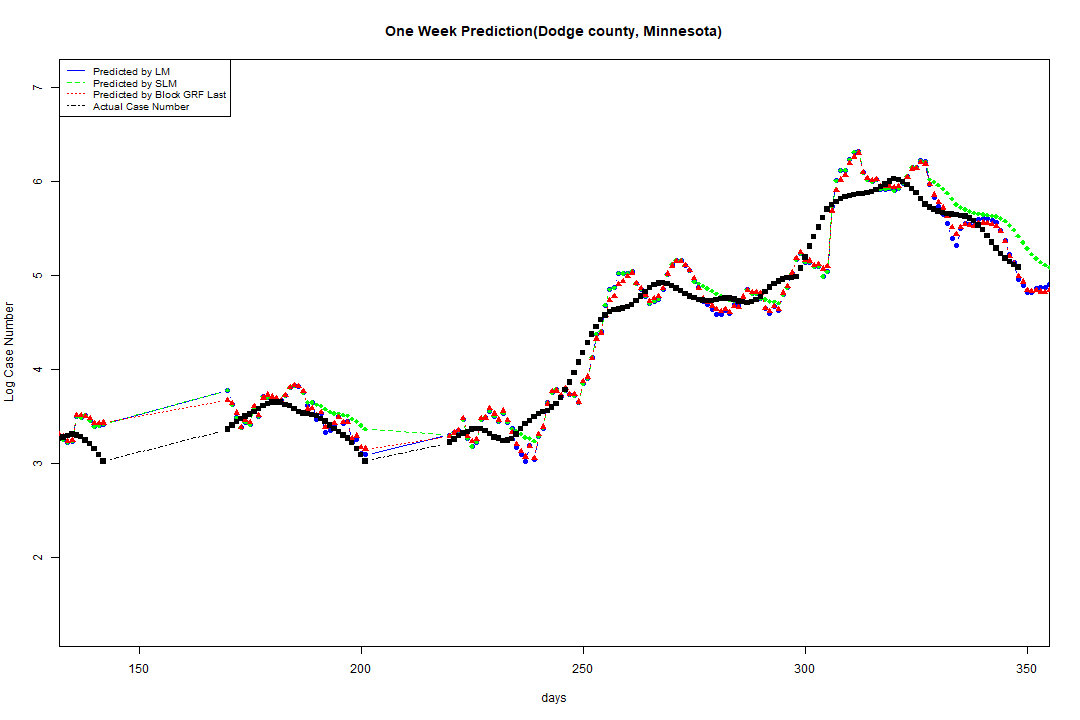 One Week Prediction(Dodge county, Minnesota)
Predicted by LM
Predicted by SLM
Predicted by Block GRF Last
Actual Case Number
7
6
5
4
3
2
Log Case Number
150 200 250 300 350
days